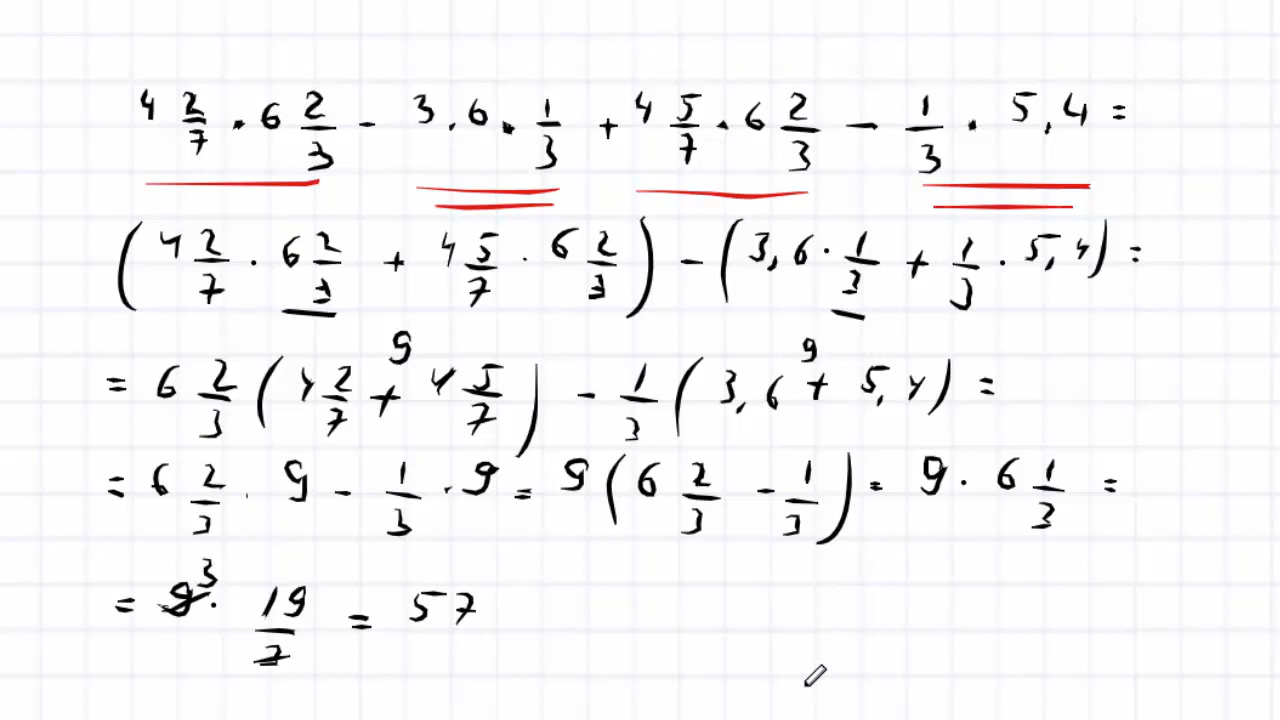 4 2/7 · 6 2/3 - 3,6 · 1/3 + 4 5/7 · 6 2/3 - 1/3 · 5,4 =
(4 2/7 · 6 2/3 + 4 5/7 · 6 2/3) - (3,6 · 1/3 + 1/3 · 5,4) =
= 6 2/3 (4 2/7 + 4 5/7) - 1/3 (3,6 + 5,4) =
9 9
= 6 2/3 · 9 - 1/3 · 9 = 9 (6 2/3 - 1/3) = 9 · 6 1/3 =
= 9 3 · 19/3 = 57